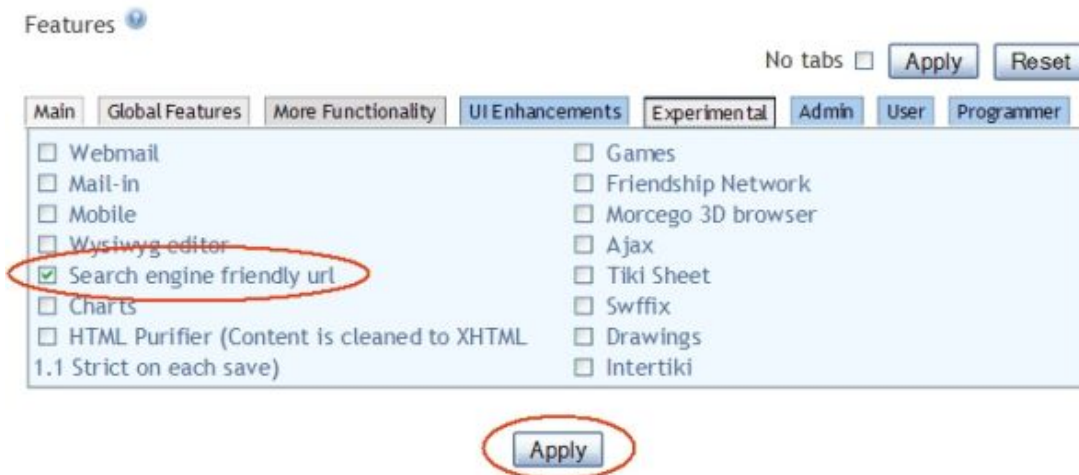 Features
No tabs Apply Reset
Main Global Features More Functionality UI Enhancements Experimental Admin User Programmer
Webmail
Mail-in
Mobile
Wysiwyg editor
Search engine friendly url
Charts
HTML Purifier (Content is cleaned to XHTML
1.1 Strict on each save)
Games
Friendship Network
Morcego 3D browser
Ajax
Tiki Sheet
Swffix
Drawings
Intertiki
Apply